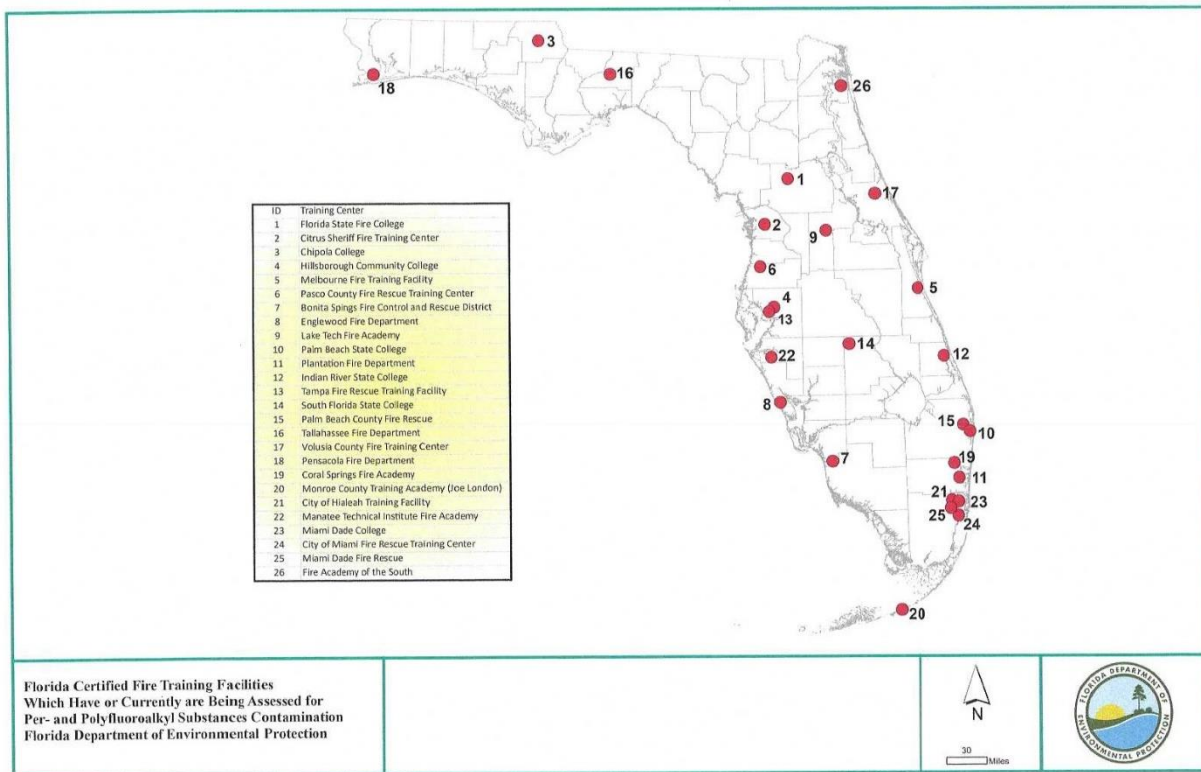 3
16
18
26
1
17
2
9
6
5
4
13
14
22
12
8
15
10
7
19
11
21
23
25
24
20
ID Training Center
1 Florida State Fire College
2 Citrus Sheriff Fire Training Center
3 Chipola College
4 Hillsborough Community College
5 Melbourne Fire Training Facility
6 Pasco County Fire Rescue Training Center
7 Bonita Spings Fire Control and Rescue District
8 Englewood Fire Department
9 Lake Tech Fire Academy
10 Palm Beach State College
11 Plantation Fire Department
12 Indian River State College
13 Tampa Fire Rescue Training Facility
14 South Florida State College
15 Palm Beach County Fire Rescue
16 Tallahassee Fire Department
17 Volusia County Fire Training Center
18 Pensacola Fire Department
19 Coral Springs Fire Academy
20 Monroe County Training Academy (Joe London)
21 City of Hialeah Training Facility
22 Manatee Technical Institute Fire Academy
23 Miami Dade College
24 City of Miami Fire Rescue Training Center
25 Miami Dade Fire Rescue
26 Fire Academy of the South
Florida Certified Fire Training Facilities
Which Have or Currently are Being Assessed for
Per- and Polyfluoroalkyl Substances Contamination
Florida Department of Environmental Protection
N
30
Miles
FLORIDA DEPARTMENT OF
ENVIRONMENTAL PROTECTION